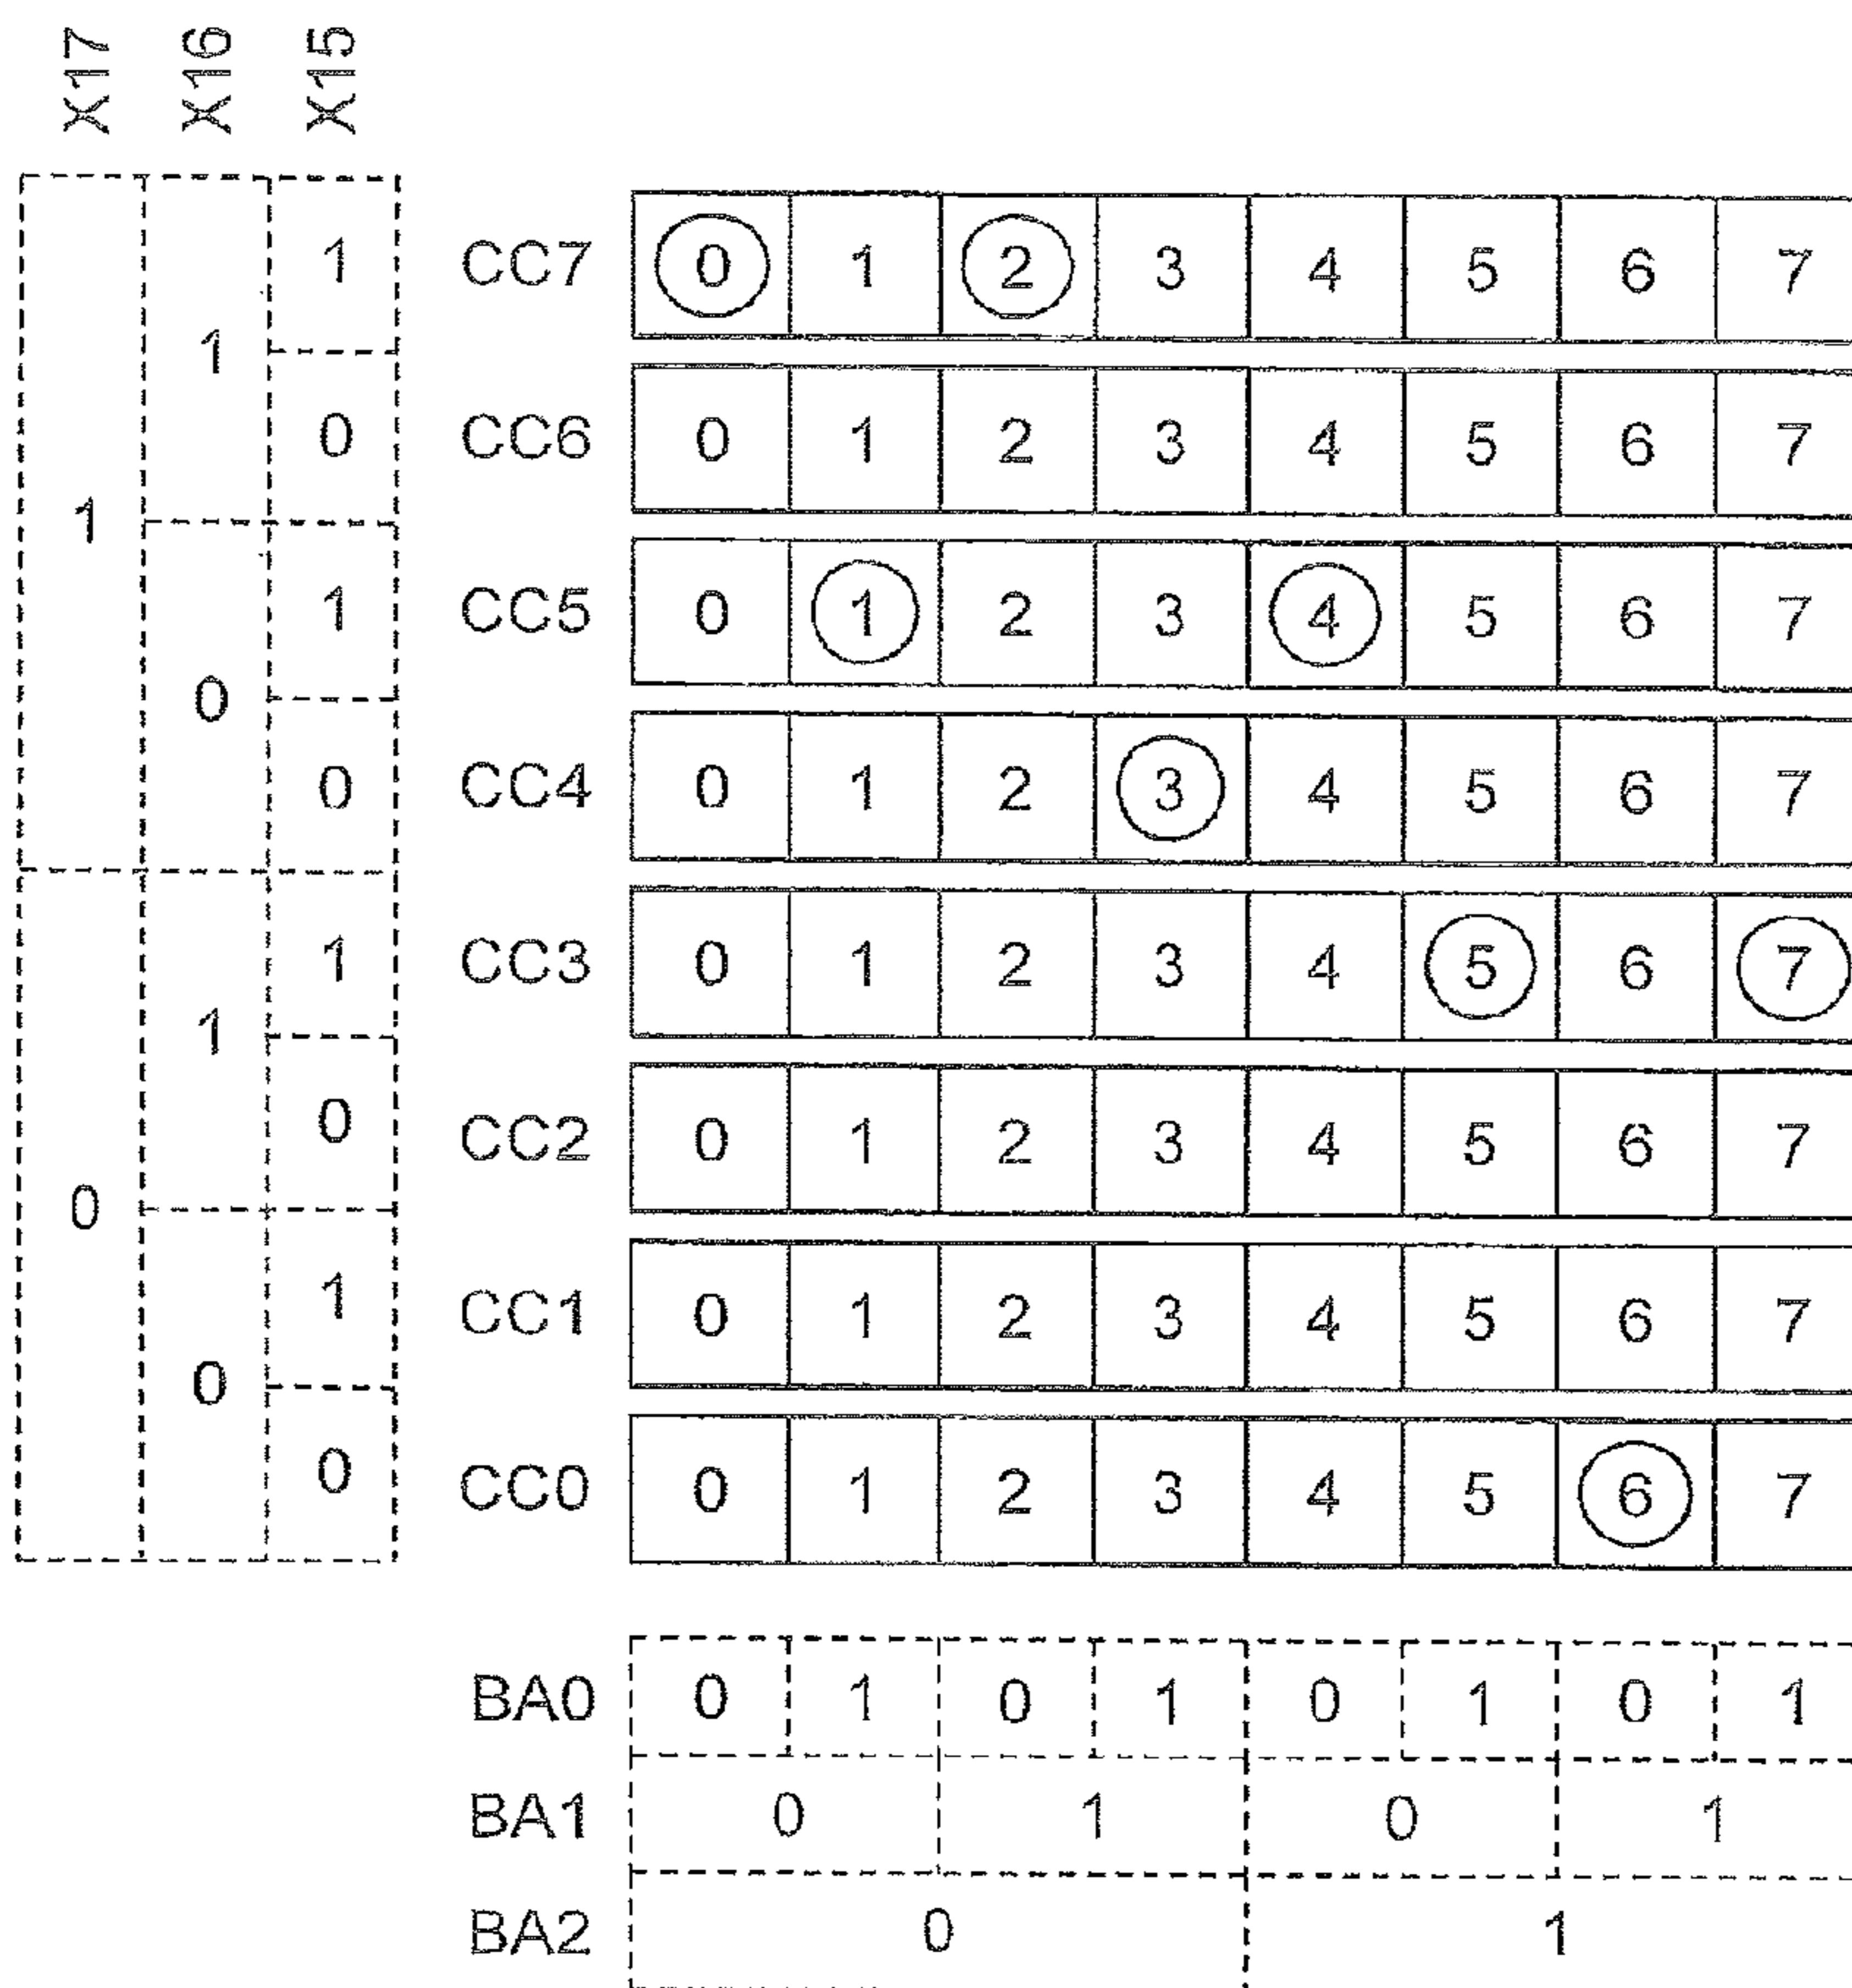 X17 X16 X15
1 CC7 0 1 2 3 4 5 6 7
1
0 CC6 0 1 2 3 4 5 6 7
1
1 CC5 0 1 2 3 4 5 6 7
0
0 CC4 0 1 2 3 4 5 6 7
1 CC3 0 1 2 3 4 5 6 7
1
0 CC2 0 1 2 3 4 5 6 7
0
1 CC1 0 1 2 3 4 5 6 7
0
0 CC0 0 1 2 3 4 5 6 7
BA0 0 1 0 1 0 1 0 1
BA1 0 1 0 1
BA2 0 1